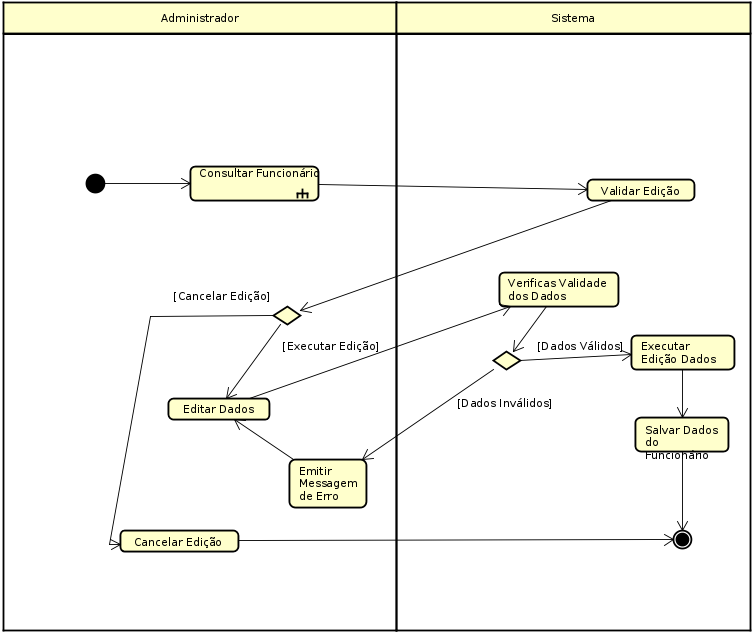 Administrador
Sistema
Consultar Funcionário
Validar Edição
Verificas Validade
dos Dados
[Cancelar Edição]
[Executar Edição]
[Dados Válidos]
Executar
Edição Dados
[Dados Inválidos]
Editar Dados
Salvar Dados
do
Funcionário
Emitir
Messagem
de Erro
Cancelar Edição